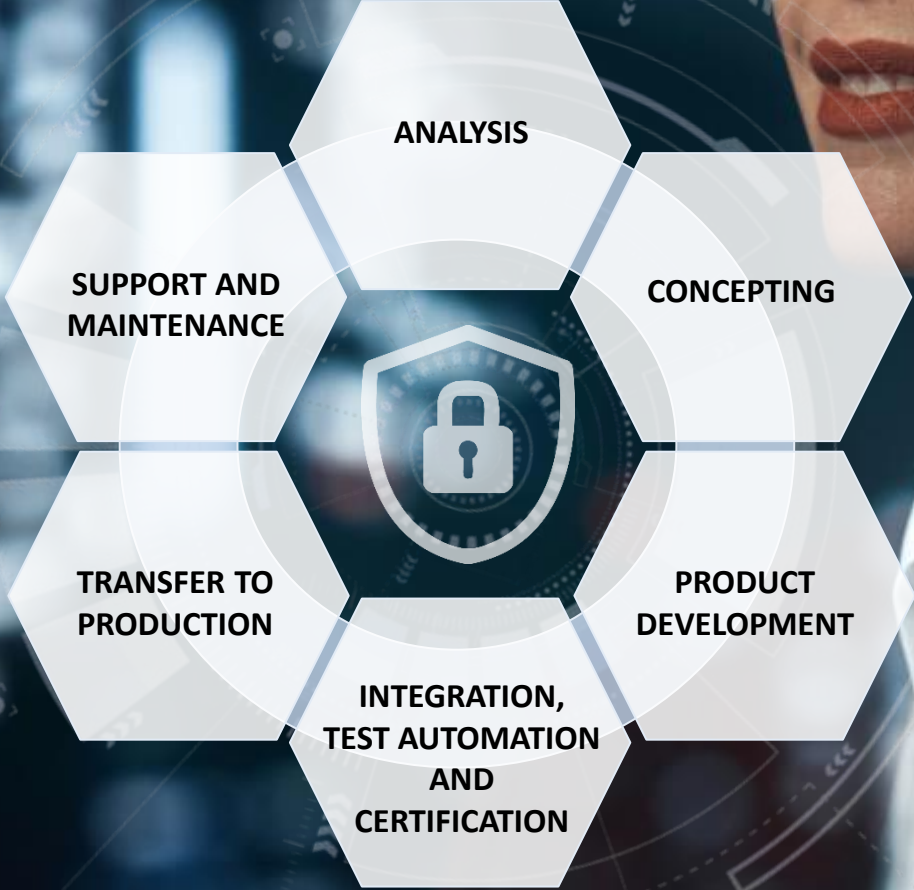 ANALYSIS
CONCEPTING
PRODUCT
DEVELOPMENT
INTEGRATION,
TEST AUTOMATION
AND
CERTIFICATION
TRANSFER TO
PRODUCTION
SUPPORT AND
MAINTENANCE